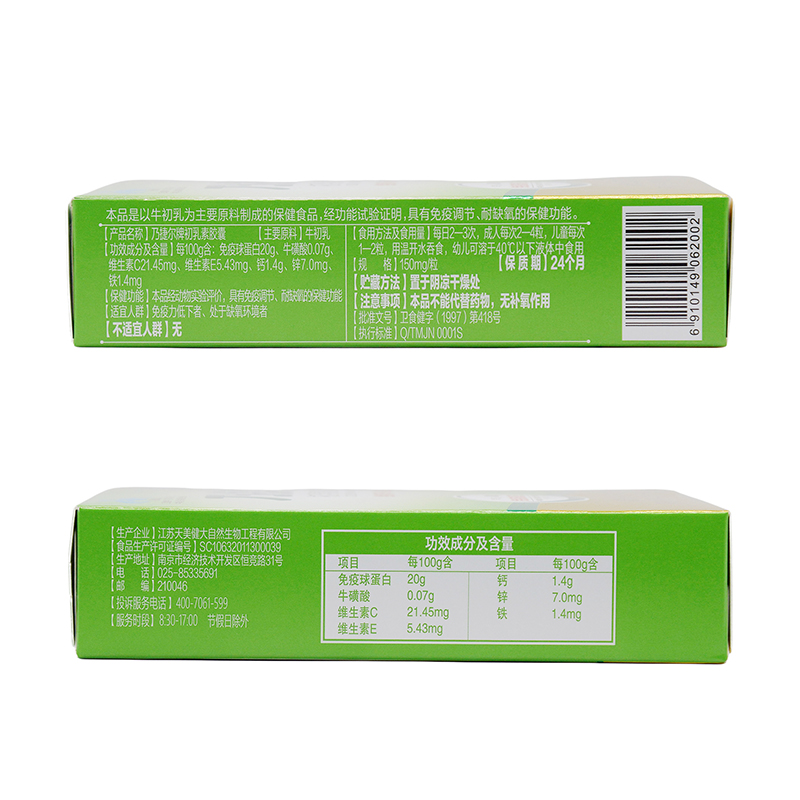 本品是以牛初乳为主要原料制成的保健食品，经功能试验证明，具有免疫调节、耐缺氧的保健功能。
【产品名称】乃捷尔牌初乳素胶囊 【主要原料】牛初乳
【功效成分及含量】每100g含：免疫球蛋白20g、牛磺酸0.07g、
维生素C21.45mg、维生素E5.43mg、钙1.4g、锌7.0mg、
铁1.4mg
【保健功能】本品经动物实验评价，具有免疫调节、耐缺氧的保健功能
【适宜人群】免疫力低下者、处于缺氧环境者
【不适宜人群】无
【食用方法及食用量】每日2—3次，成人每次2—4粒，儿童每次
1—2粒，用温开水吞食，幼儿可溶于40℃以下液体中食用
【规 格】150mg/粒 【保质期】24个月
【贮藏方法】置于阴凉干燥处
【注意事项】本品不能代替药物，无补氧作用
【批准文号】卫食健字（1997）第418号
【执行标准】Q/TMJN 0001S
6 910149 062002
【生产企业】江苏天美健大自然生物工程有限公司
【食品生产许可证编号】SC10632011300039
【生产地址】南京市经济技术开发区恒竞路31号
【电 话】025-85335691
【邮 编】210046
【投诉服务电话】400-7061-599
【服务时段】8:30-17:00 节假日除外
功效成分及含量
项目 每100g含 项目 每100g含
免疫球蛋白 20g 钙 1.4g
牛磺酸 0.07g 锌 7.0mg
维生素C 21.45mg 铁 1.4mg
维生素E 5.43mg